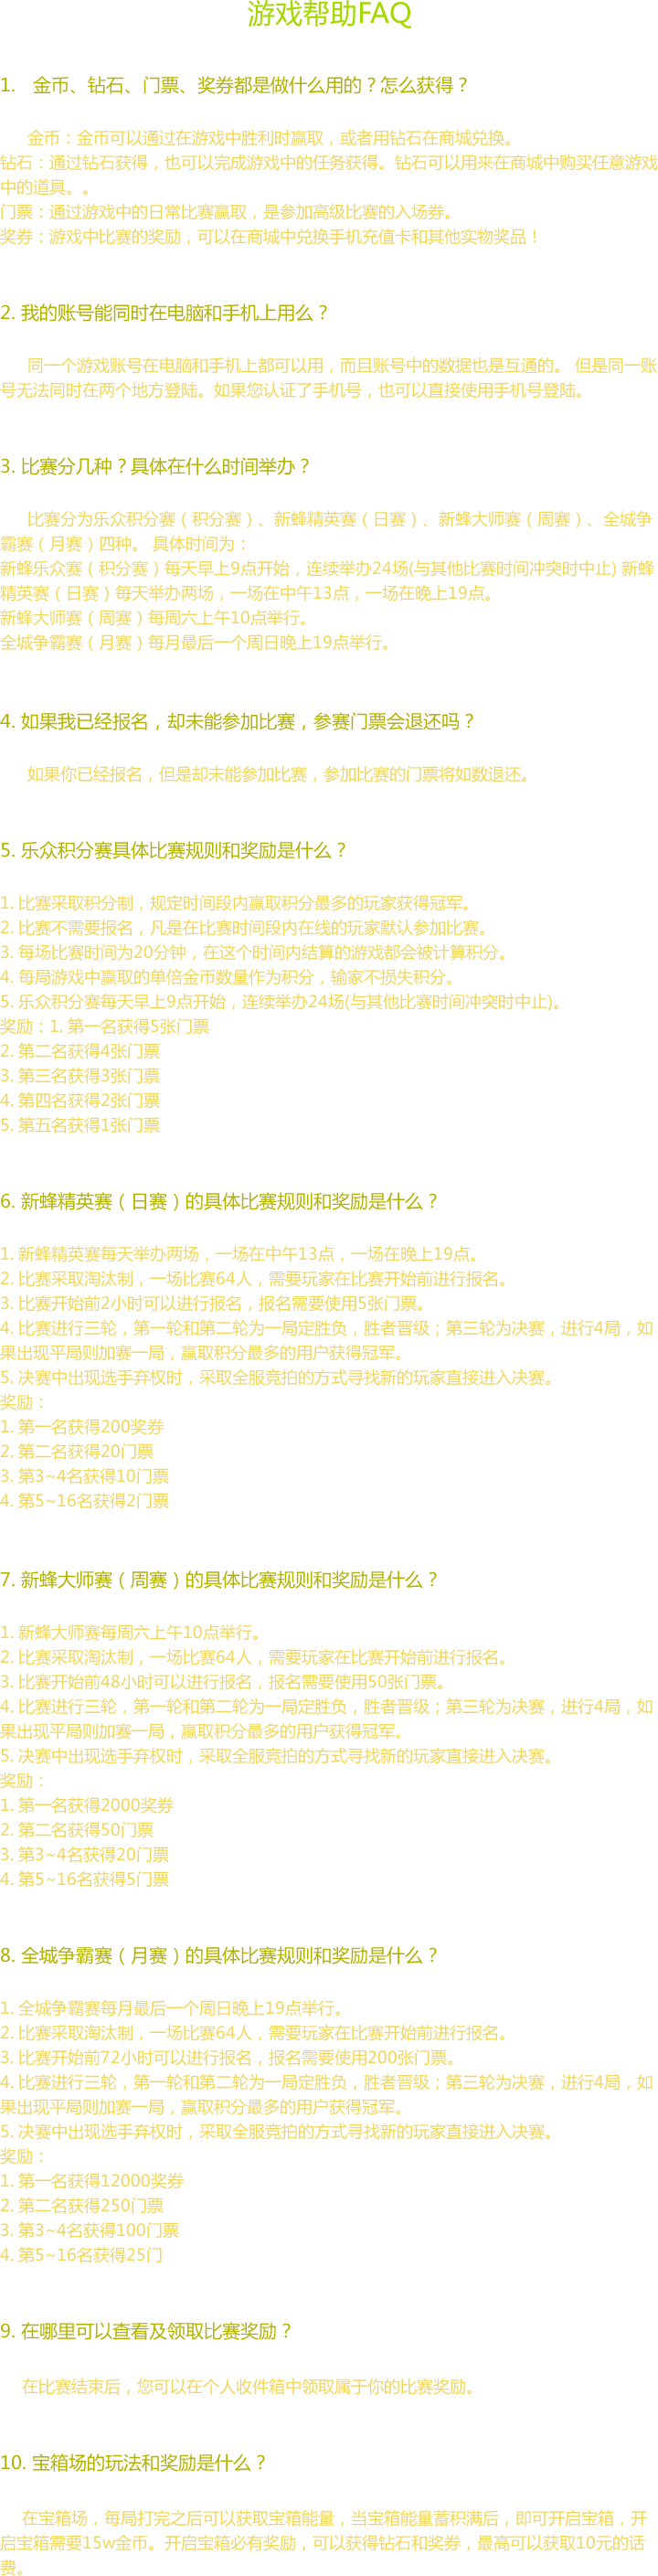 游戏帮助FAQ
1. 金币、钻石、门票、奖券都是做什么用的？怎么获得？
金币：金币可以通过在游戏中胜利时赢取，或者用钻石在商城兑换。
钻石：通过钻石获得，也可以完成游戏中的任务获得。钻石可以用来在商城中购买任意游戏
中的道具。。
门票：通过游戏中的日常比赛赢取，是参加高级比赛的入场券。
奖券：游戏中比赛的奖励，可以在商城中兑换手机充值卡和其他实物奖品！
2. 我的账号能同时在电脑和手机上用么？
同一个游戏账号在电脑和手机上都可以用，而且账号中的数据也是互通的。 但是同一账
号无法同时在两个地方登陆。如果您认证了手机号，也可以直接使用手机号登陆。
3. 比赛分几种？具体在什么时间举办？
比赛分为乐众积分赛（积分赛）、新蜂精英赛（日赛）、新蜂大师赛（周赛）、全城争
霸赛（月赛）四种。 具体时间为：
新蜂乐众赛（积分赛）每天早上9点开始，连续举办24场(与其他比赛时间冲突时中止) 新蜂
精英赛（日赛）每天举办两场，一场在中午13点，一场在晚上19点。
新蜂大师赛（周赛）每周六上午10点举行。
全城争霸赛（月赛）每月最后一个周日晚上19点举行。
4. 如果我已经报名，却未能参加比赛，参赛门票会退还吗？
如果你已经报名，但是却未能参加比赛，参加比赛的门票将如数退还。
5. 乐众积分赛具体比赛规则和奖励是什么？
1. 比赛采取积分制，规定时间段内赢取积分最多的玩家获得冠军。
2. 比赛不需要报名，凡是在比赛时间段内在线的玩家默认参加比赛。
3. 每场比赛时间为20分钟，在这个时间内结算的游戏都会被计算积分。
4. 每局游戏中赢取的单倍金币数量作为积分，输家不损失积分。
5. 乐众积分赛每天早上9点开始，连续举办24场(与其他比赛时间冲突时中止)。
奖励：1. 第一名获得5张门票
2. 第二名获得4张门票
3. 第三名获得3张门票
4. 第四名获得2张门票
5. 第五名获得1张门票
6. 新蜂精英赛（日赛）的具体比赛规则和奖励是什么？
1. 新蜂精英赛每天举办两场，一场在中午13点，一场在晚上19点。
2. 比赛采取淘汰制，一场比赛64人，需要玩家在比赛开始前进行报名。
3. 比赛开始前2小时可以进行报名，报名需要使用5张门票。
4. 比赛进行三轮，第一轮和第二轮为一局定胜负，胜者晋级；第三轮为决赛，进行4局，如
果出现平局则加赛一局，赢取积分最多的用户获得冠军。
5. 决赛中出现选手弃权时，采取全服竞拍的方式寻找新的玩家直接进入决赛。
奖励：
1. 第一名获得200奖券
2. 第二名获得20门票
3. 第3~4名获得10门票
4. 第5~16名获得2门票
7. 新蜂大师赛（周赛）的具体比赛规则和奖励是什么？
1. 新蜂大师赛每周六上午10点举行。
2. 比赛采取淘汰制，一场比赛64人，需要玩家在比赛开始前进行报名。
3. 比赛开始前48小时可以进行报名，报名需要使用50张门票。
4. 比赛进行三轮，第一轮和第二轮为一局定胜负，胜者晋级；第三轮为决赛，进行4局，如
果出现平局则加赛一局，赢取积分最多的用户获得冠军。
5. 决赛中出现选手弃权时，采取全服竞拍的方式寻找新的玩家直接进入决赛。
奖励：
1. 第一名获得2000奖券
2. 第二名获得50门票
3. 第3~4名获得20门票
4. 第5~16名获得5门票
8. 全城争霸赛（月赛）的具体比赛规则和奖励是什么？
1. 全城争霸赛每月最后一个周日晚上19点举行。
2. 比赛采取淘汰制，一场比赛64人，需要玩家在比赛开始前进行报名。
3. 比赛开始前72小时可以进行报名，报名需要使用200张门票。
4. 比赛进行三轮，第一轮和第二轮为一局定胜负，胜者晋级；第三轮为决赛，进行4局，如
果出现平局则加赛一局，赢取积分最多的用户获得冠军。
5. 决赛中出现选手弃权时，采取全服竞拍的方式寻找新的玩家直接进入决赛。
奖励：
1. 第一名获得12000奖券
2. 第二名获得250门票
3. 第3~4名获得100门票
4. 第5~16名获得25门
9. 在哪里可以查看及领取比赛奖励？
在比赛结束后，您可以在个人收件箱中领取属于你的比赛奖励。
10. 宝箱场的玩法和奖励是什么？
在宝箱场，每局打完之后可以获取宝箱能量，当宝箱能量蓄积满后，即可开启宝箱，开
启宝箱需要15w金币。开启宝箱必有奖励，可以获得钻石和奖券，最高可以获取10元的话
费。